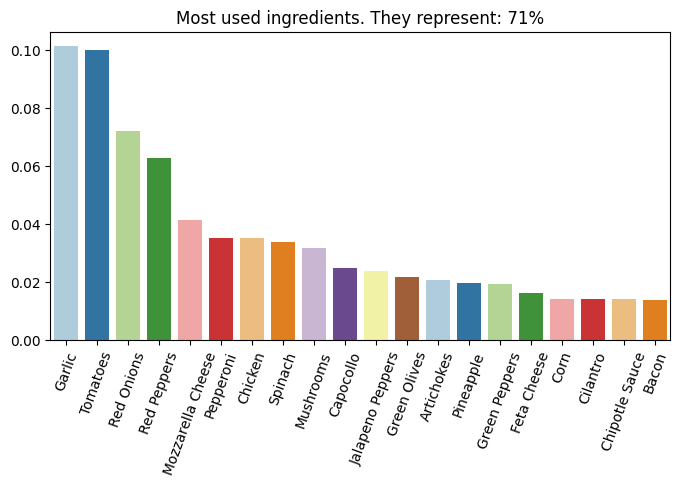 Most used ingredients. They represent: 71%
0.10
0.08
0.06
0.04
0.02
0.00
Garlic
Tomatoes
Red Onions
Red Peppers
Mozzarella Cheese
Pepperoni
Chicken
Spinach
Mushrooms
Capocollo
Jalapeno Peppers
Green Olives
Artichokes
Pineapple
Green Peppers
Feta Cheese
Corn
Cilantro
Chipotle Sauce
Bacon